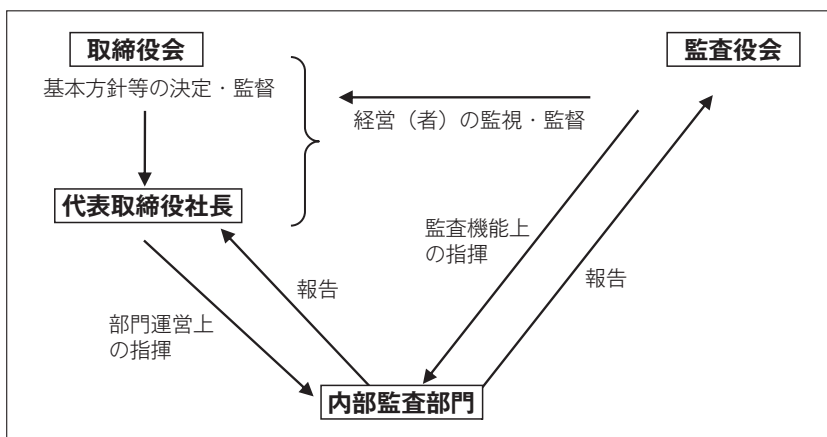 取締役会
監査役会
基本方針等の決定・監督
経営（者）の監視・監督
代表取締役社長
監査機能上
の指揮
報告
報告
部門運営上
の指揮
内部監査部門